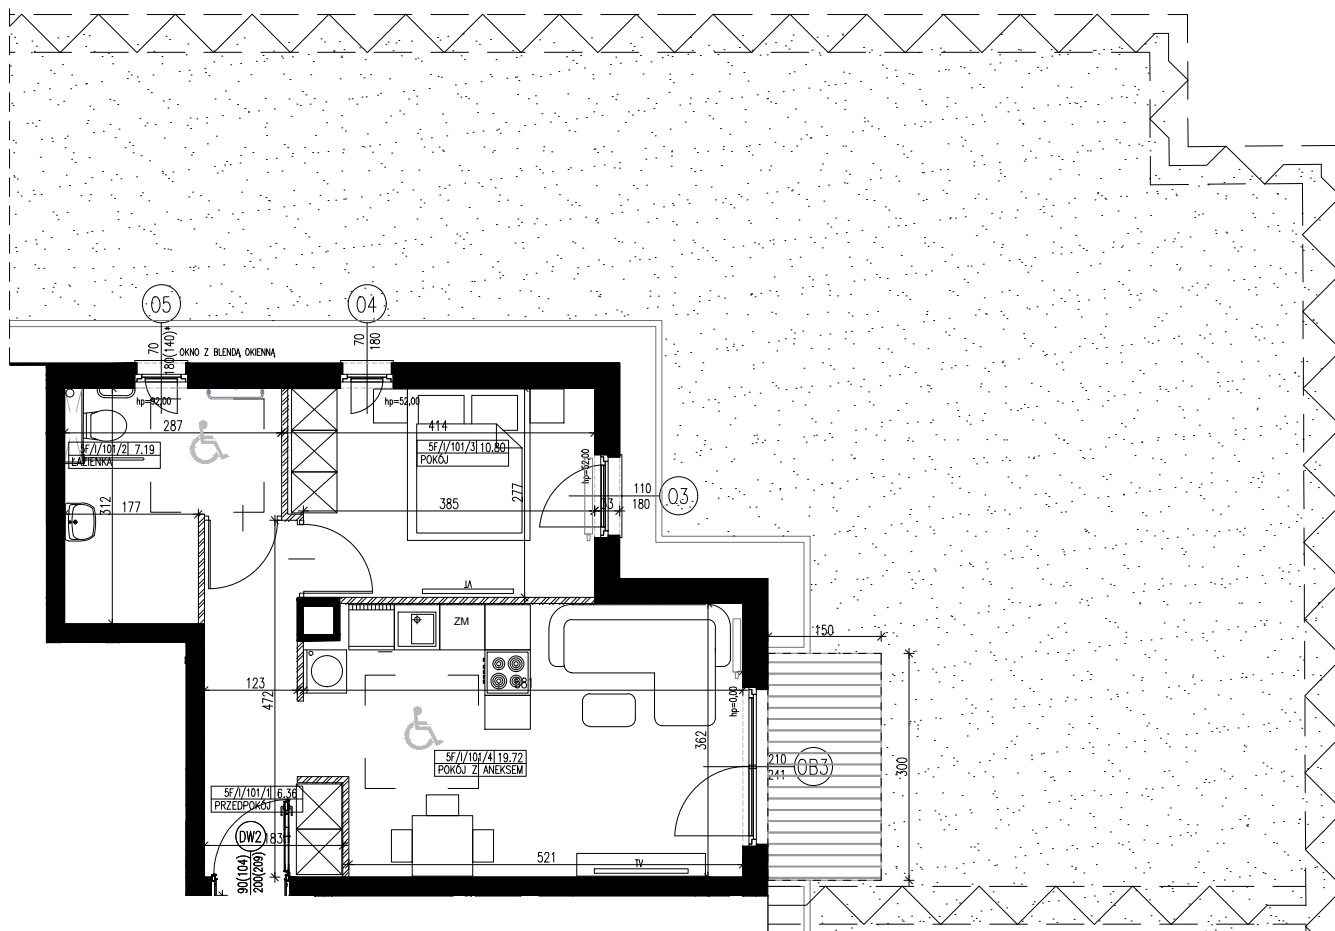 05
04
70
180(140)*
70
180
OKNO Z BLENDĄ OKIENNĄ
hp=92,00
hp=52,00
287
414
5F/I/101/2 7.19
ŁAZIENKA
5F/I/101/3 10.80
POKÓJ
hp=52,00
312
177
385
277
33
110
180
03
TV
ZM
150
123
472
581
hp=0,00
362
5F/I/101/4 19.72
POKÓJ Z ANEKSEM
210
241
OB3
300
5F/I/101/1 6.36
PRZEDPOKÓJ
DW2
183
90(104)
200(209)
521
TV